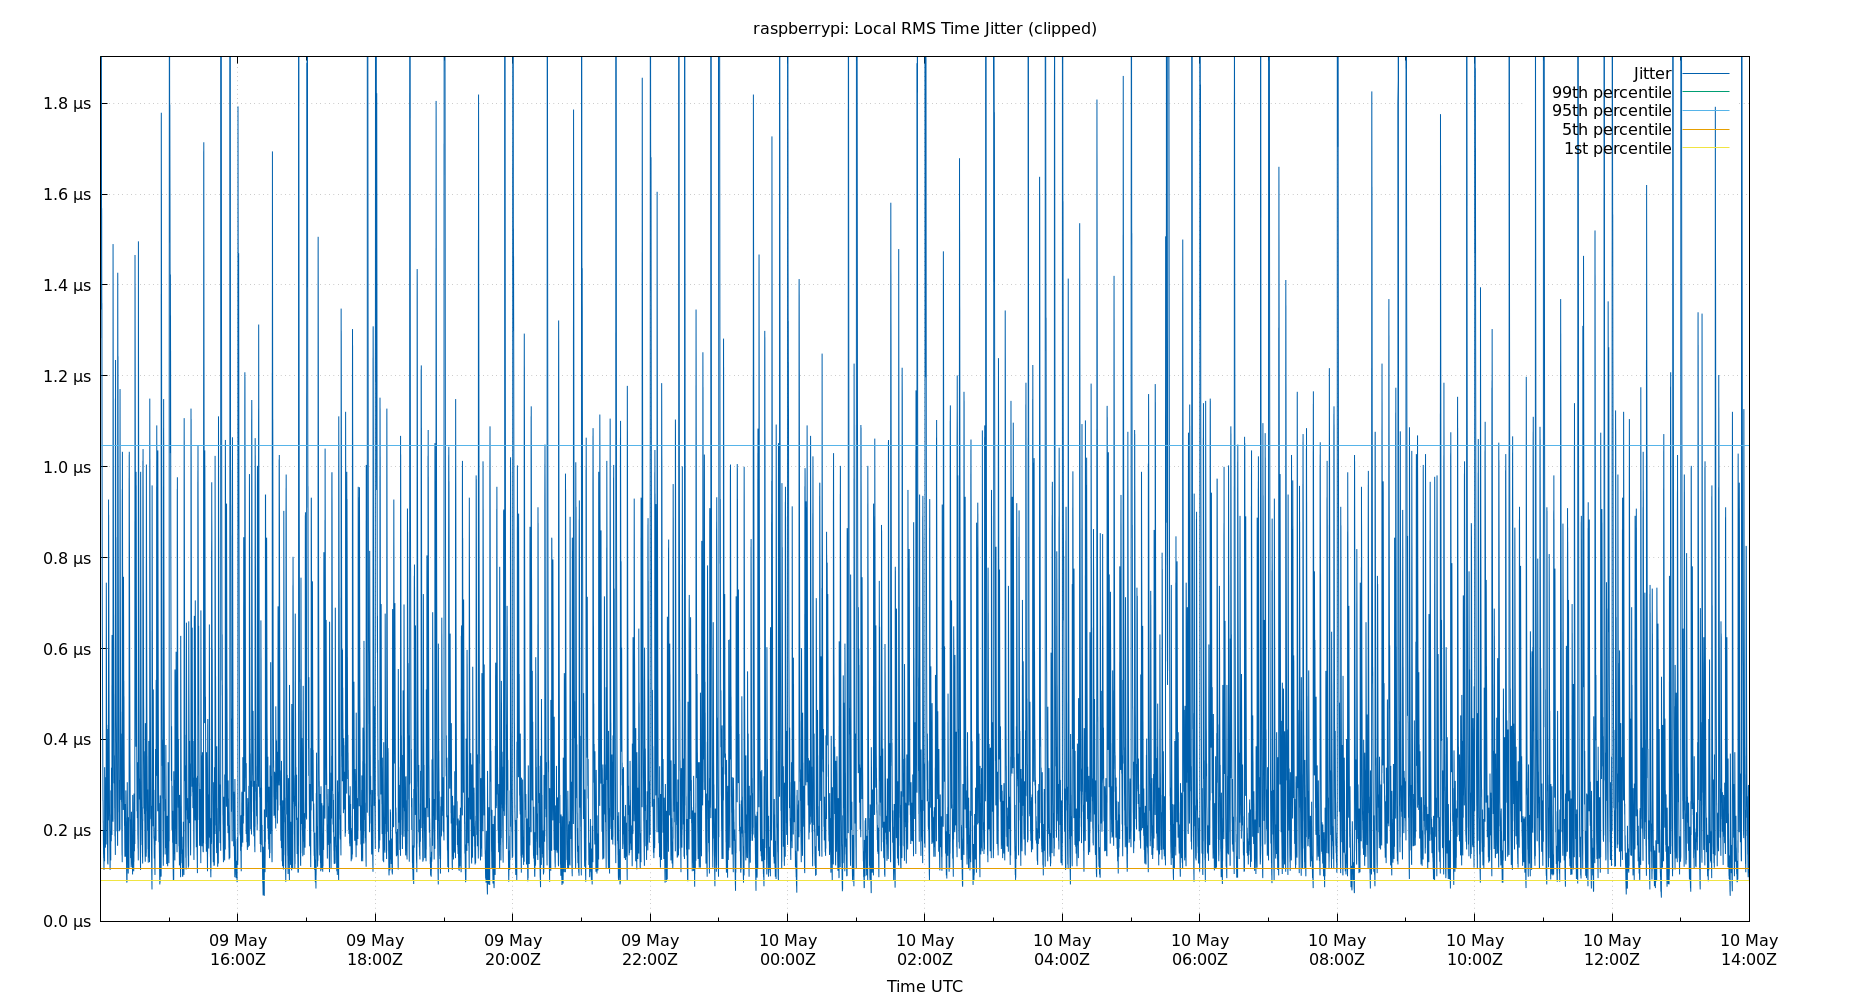 raspberrypi: Local RMS Time Jitter (clipped)
Jitter
99th percentile
95th percentile
5th percentile
1st percentile
1.8 μs
1.6 μs
1.4 μs
1.2 μs
1.0 μs
0.8 μs
0.6 μs
0.4 μs
0.2 μs
0.0 μs
09 May 09 May 09 May 09 May 10 May 10 May 10 May 10 May 10 May 10 May 10 May 10 May
16:00Z 18:00Z 20:00Z 22:00Z 00:00Z 02:00Z 04:00Z 06:00Z 08:00Z 10:00Z 12:00Z 14:00Z
Time UTC